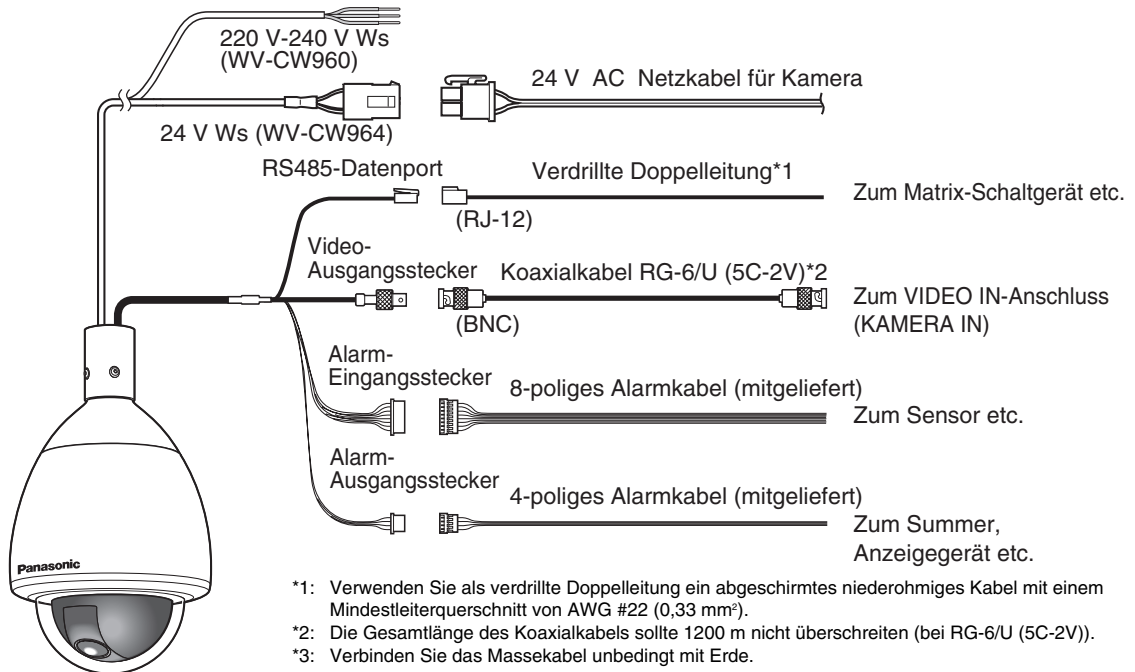 220 V-240 V Ws
(WV-CW960)
24 V AC Netzkabel für Kamera
24 V Ws (WV-CW964)
RS485-Datenport
Verdrillte Doppelleitung*1
Zum Matrix-Schaltgerät etc.
(RJ-12)
Video-
Ausgangsstecker
Koaxialkabel RG-6/U (5C-2V)*2
Zum VIDEO IN-Anschluss
(KAMERA IN)
(BNC)
Alarm-
Eingangsstecker
8-poliges Alarmkabel (mitgeliefert)
Zum Sensor etc.
Alarm-
Ausgangsstecker
4-poliges Alarmkabel (mitgeliefert)
Zum Summer,
Anzeigegerät etc.
Panasonic
*1: Verwenden Sie als verdrillte Doppelleitung ein abgeschirmtes niederohmiges Kabel mit einem
Mindestleiterquerschnitt von AWG #22 (0,33 mm²).
*2: Die Gesamtlänge des Koaxialkabels sollte 1200 m nicht überschreiten (bei RG-6/U (5C-2V)).
*3: Verbinden Sie das Massekabel unbedingt mit Erde.